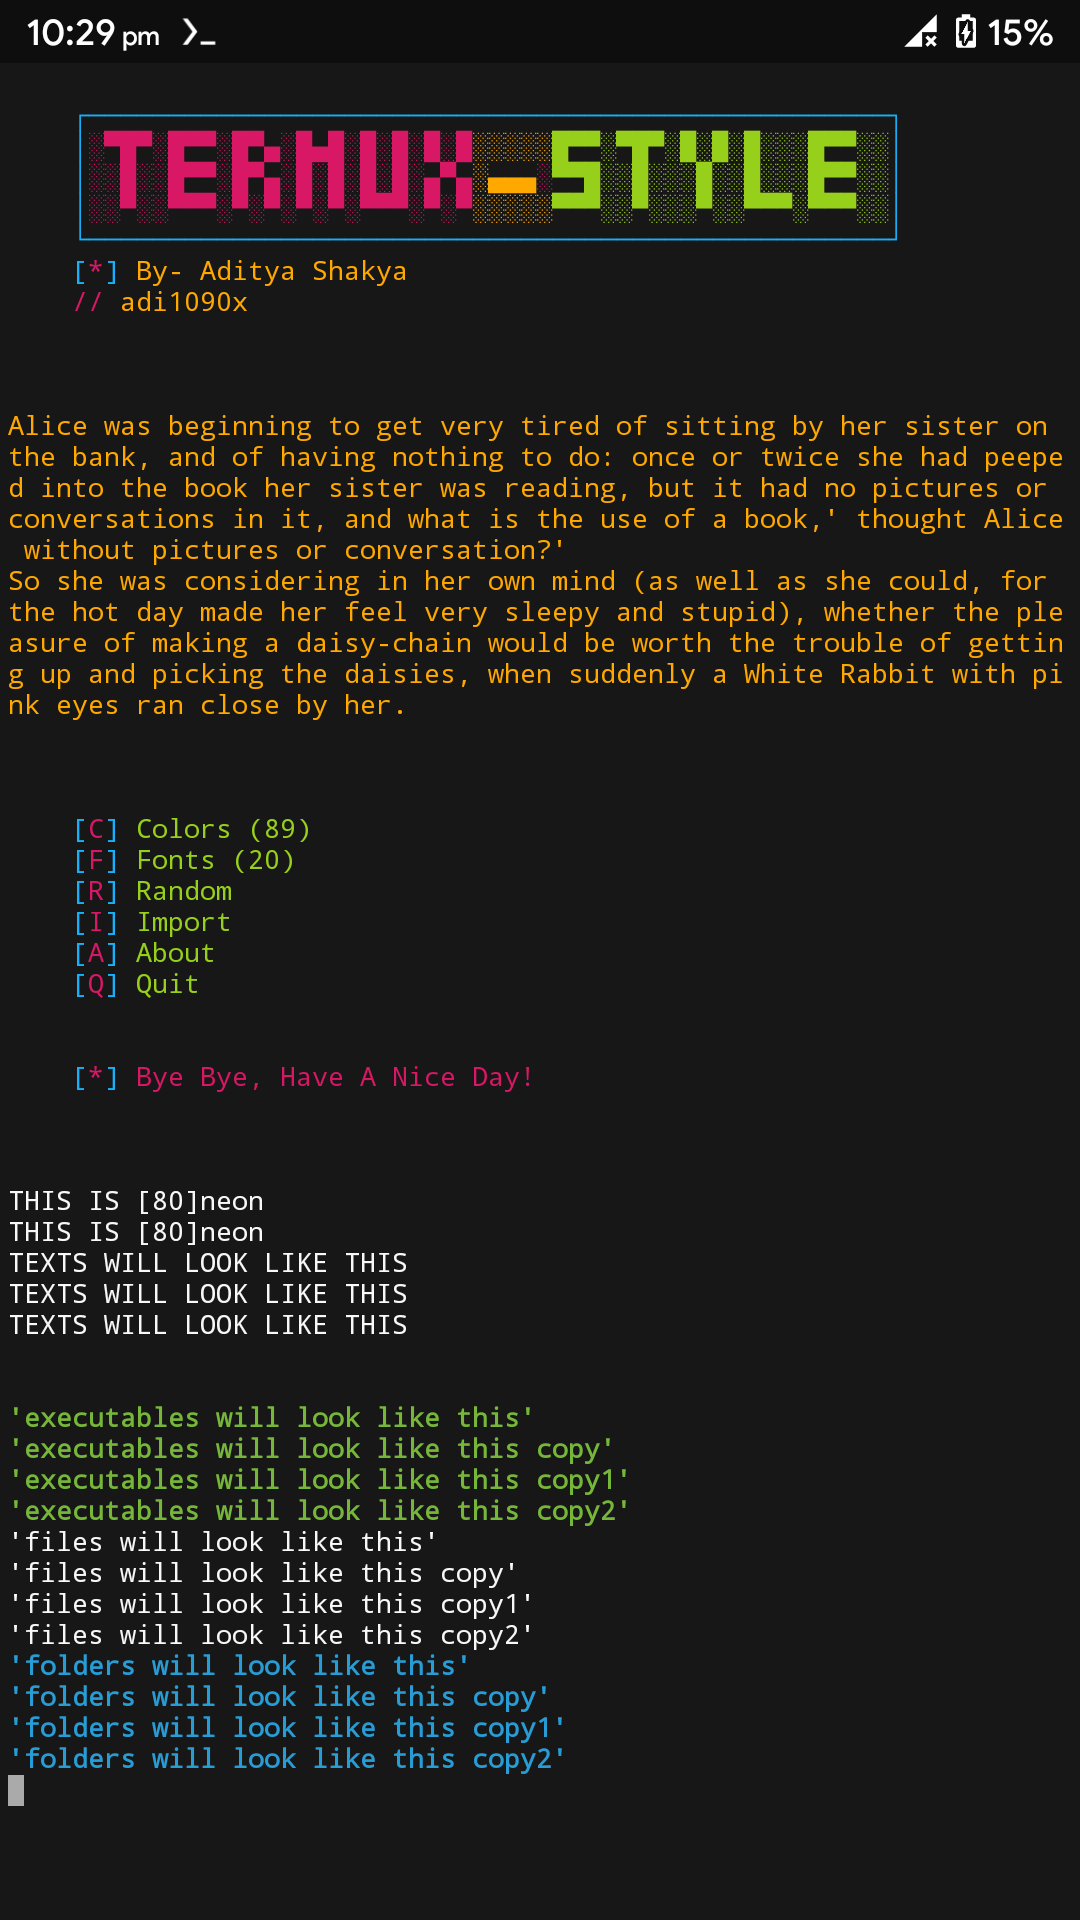 10:29 pm 15%
TERMUX-STYLE
[*] By- Aditya Shakya
// adi1090x
Alice was beginning to get very tired of sitting by her sister on
the bank, and of having nothing to do: once or twice she had peepe
d into the book her sister was reading, but it had no pictures or
conversations in it, and what is the use of a book,' thought Alice
without pictures or conversation?'
So she was considering in her own mind (as well as she could, for
the hot day made her feel very sleepy and stupid), whether the ple
asure of making a daisy-chain would be worth the trouble of gettin
g up and picking the daisies, when suddenly a White Rabbit with pi
nk eyes ran close by her.
[C] Colors (89)
[F] Fonts (20)
[R] Random
[I] Import
[A] About
[Q] Quit
[*] Bye Bye, Have A Nice Day!
THIS IS [80]neon
THIS IS [80]neon
TEXTS WILL LOOK LIKE THIS
TEXTS WILL LOOK LIKE THIS
TEXTS WILL LOOK LIKE THIS
'executables will look like this'
'executables will look like this copy'
'executables will look like this copy1'
'executables will look like this copy2'
'files will look like this'
'files will look like this copy'
'files will look like this copy1'
'files will look like this copy2'
'folders will look like this'
'folders will look like this copy'
'folders will look like this copy1'
'folders will look like this copy2'